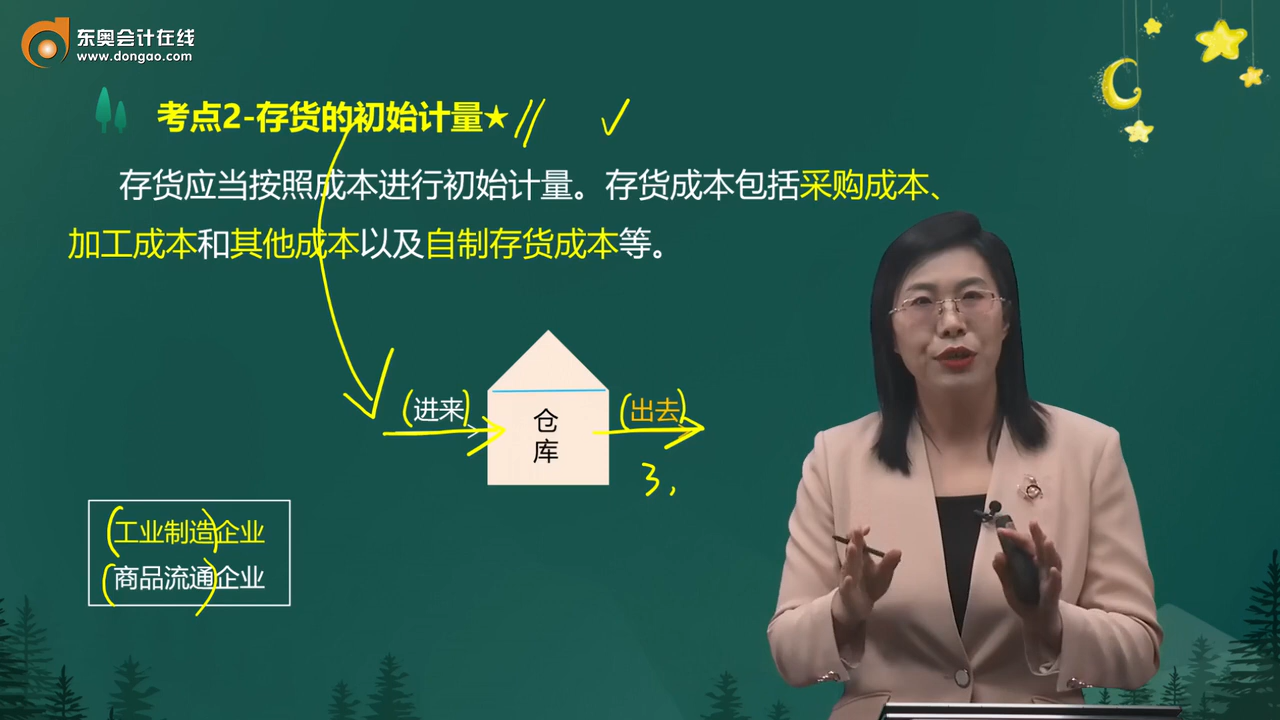 东奥会计在线
www.dongao.com
考点2-存货的初始计量★
存货应当按照成本进行初始计量。存货成本包括采购成本、
加工成本和其他成本以及自制存货成本等。
(进来)
仓
库
(出去)
3,
(工业制造)企业
(商品流通)企业